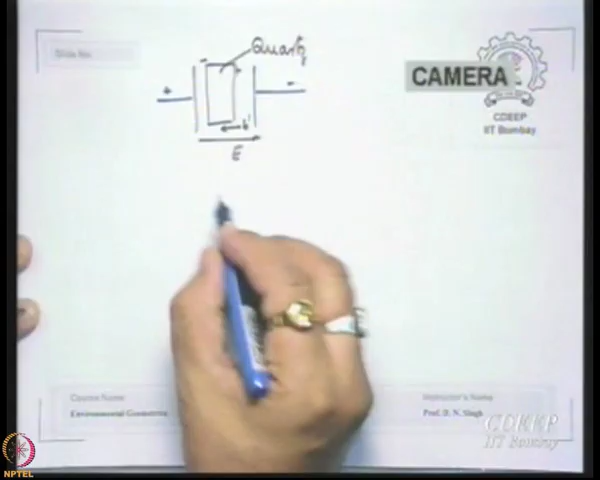 Slide No.
Quartz
CAMERA
+
-
-
+
E'
E
CDEEP
IIT Bombay
Course Name
Environmental Geomechanics
Instructor's Name
Prof. D. N. Singh
CDEEP
IIT Bombay
NPTEL